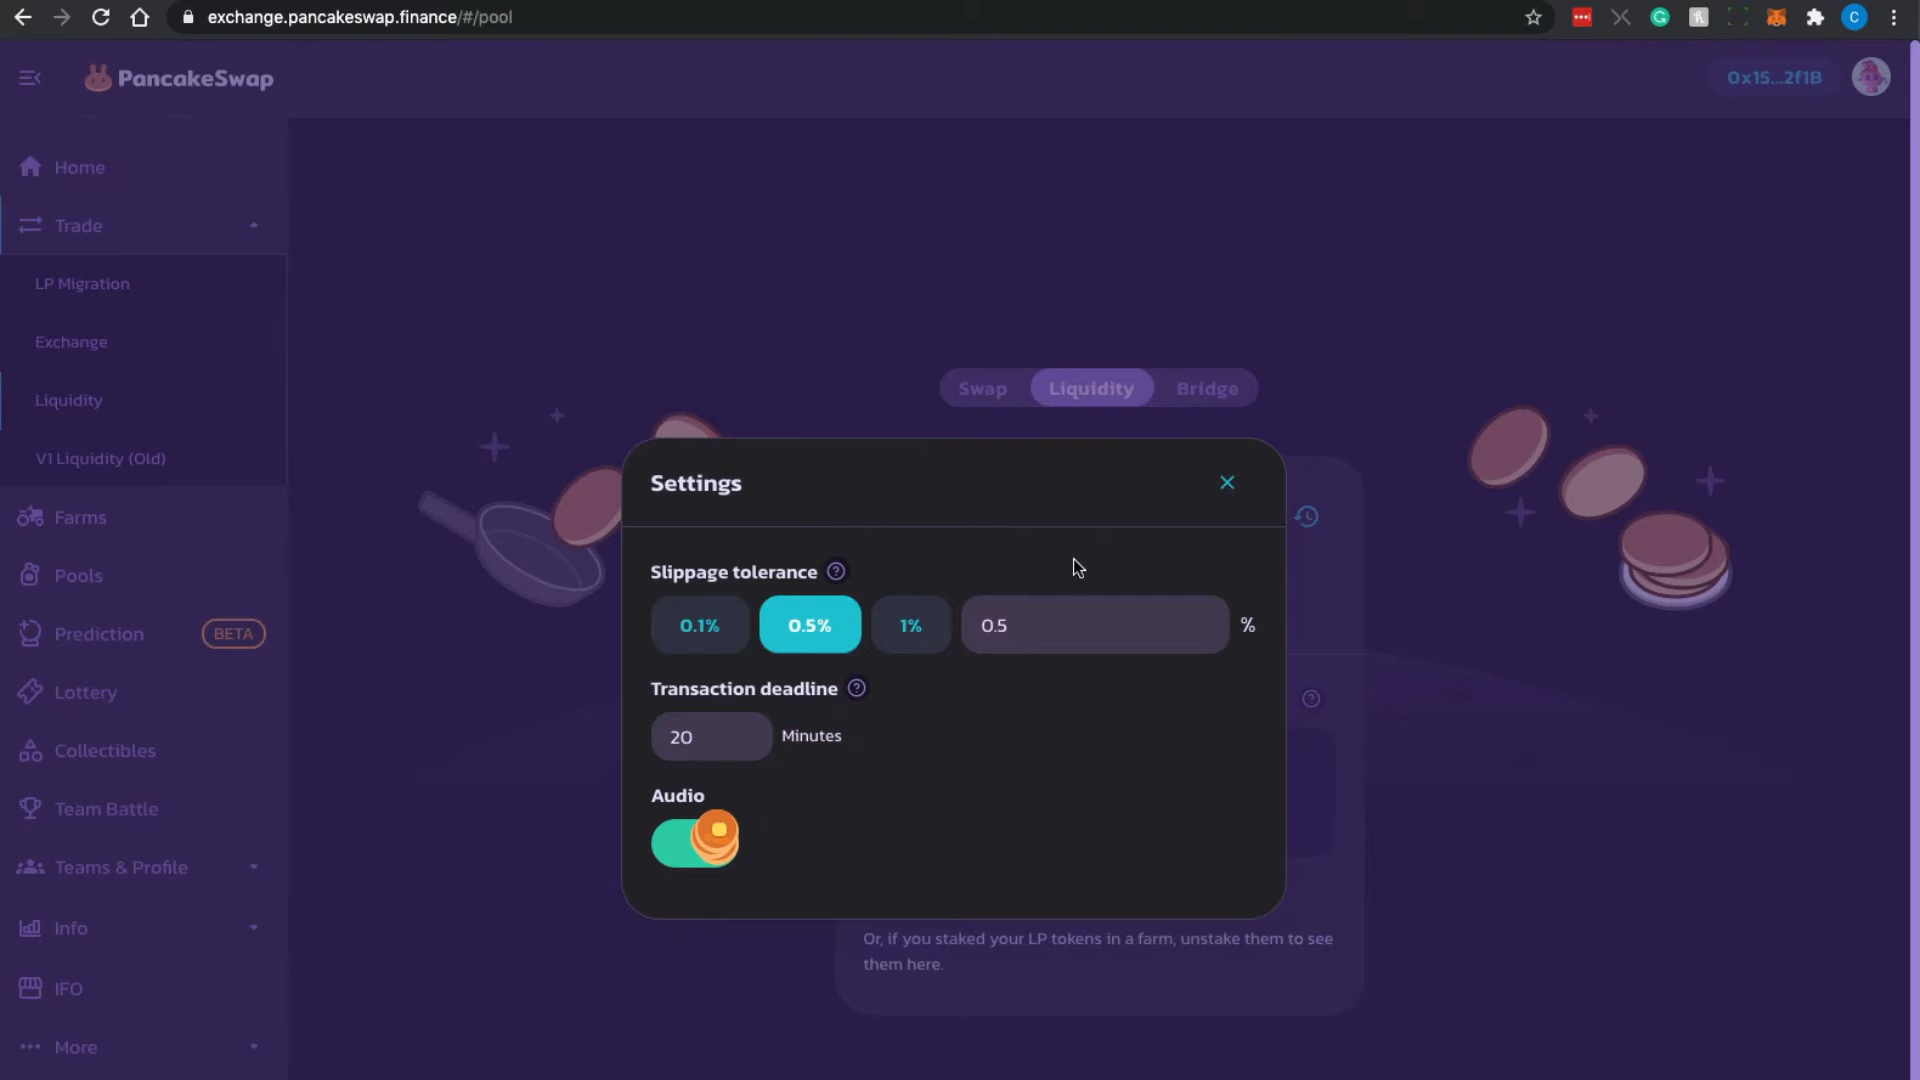 exchange.pancakeswap.finance/#/pool
C
PancakeSwap
0x15...2f1B
Home
Trade
LP Migration
Exchange
Liquidity
V1 Liquidity (Old)
Farms
Pools
Prediction BETA
Lottery
Collectibles
Team Battle
Teams & Profile
Info
IFO
More
Swap Liquidity Bridge
Settings
Slippage tolerance ?
0.1% 0.5% 1% 0.5 %
Transaction deadline ?
20 Minutes
Audio
?
Or, if you staked your LP tokens in a farm, unstake them to see
them here.